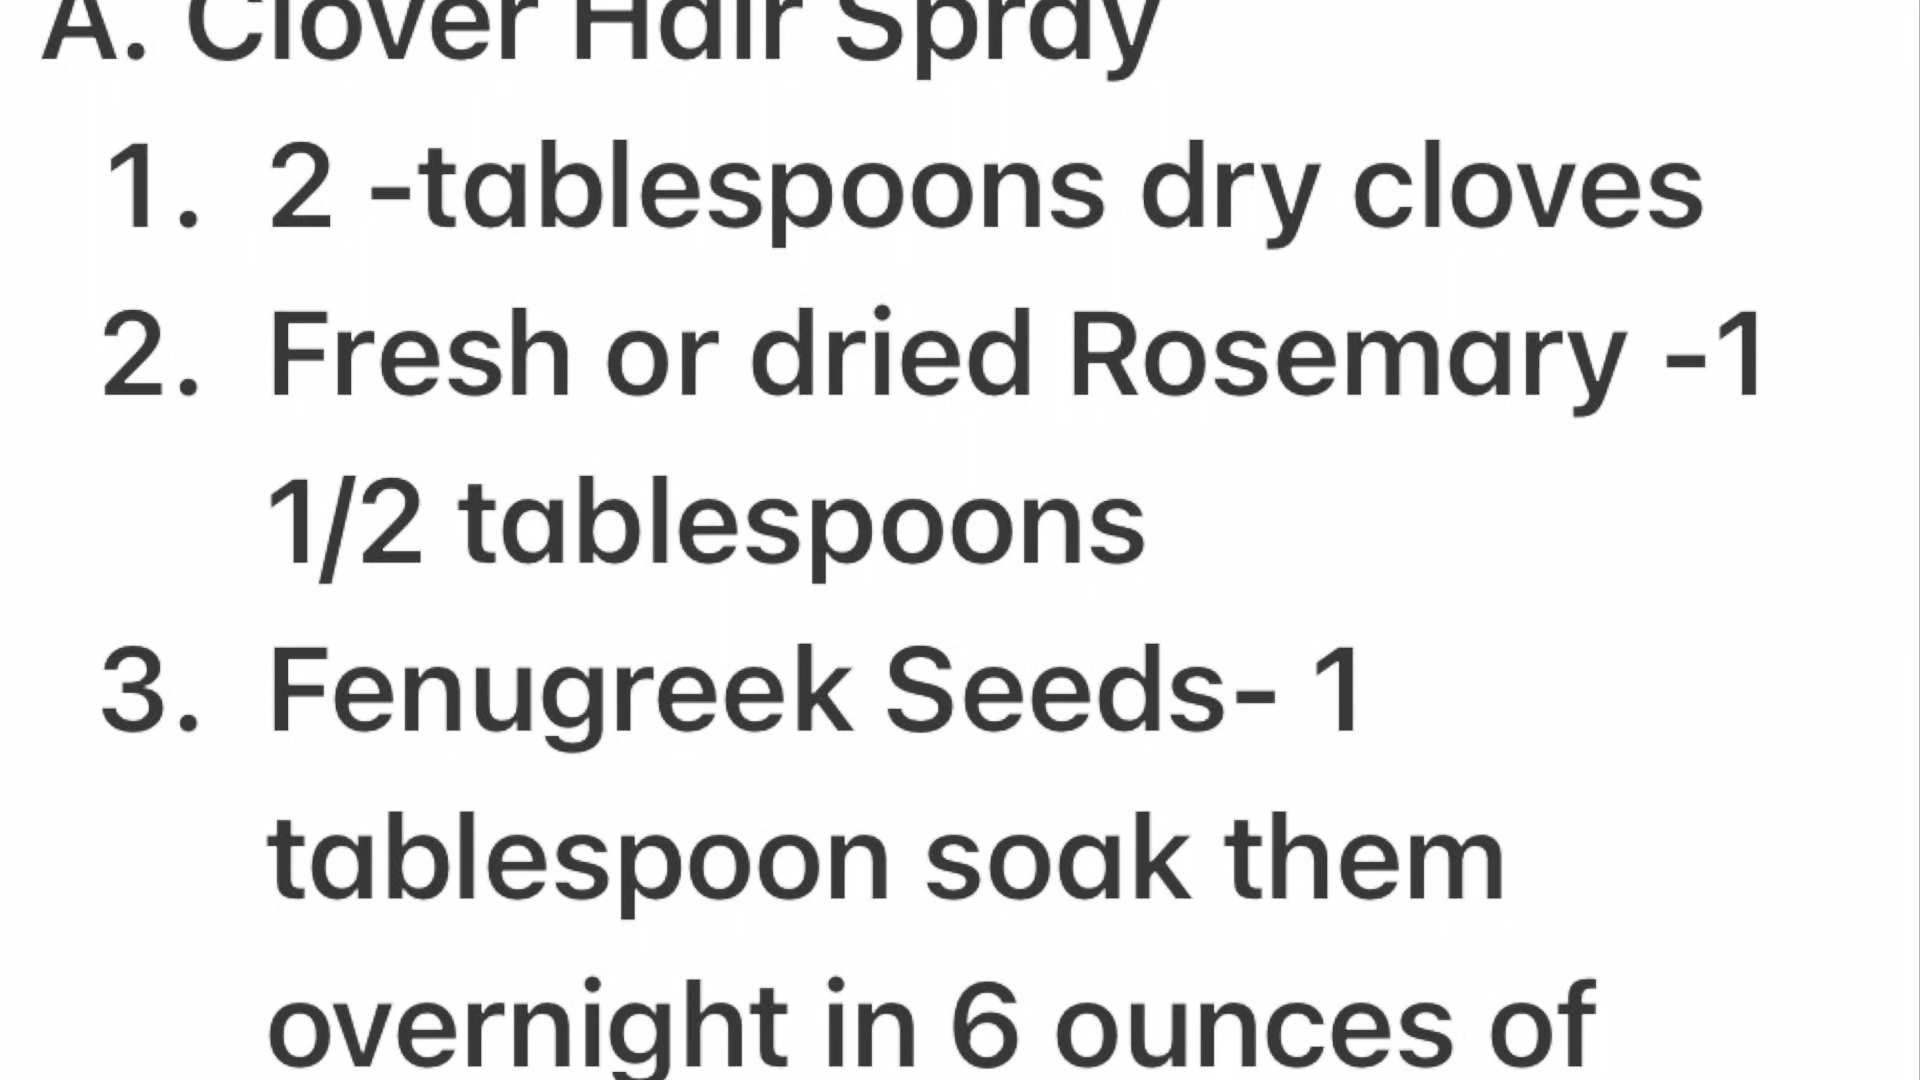 A. Clover Hair Spray
1. 2 -tablespoons dry cloves
2. Fresh or dried Rosemary -1
1/2 tablespoons
3. Fenugreek Seeds- 1
tablespoon soak them
overnight in 6 ounces of